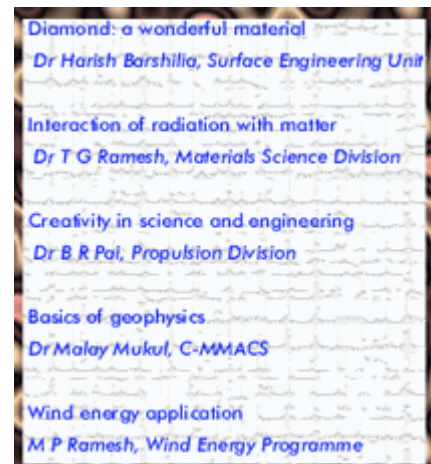 Diamond: a wonderful material
Dr Harish Barshilia, Surface Engineering Unit
Interaction of radiation with matter
Dr T G Ramesh, Materials Science Division
Creativity in science and engineering
Dr B R Pai, Propulsion Division
Basics of geophysics
Dr Malay Mukul, C-MMACS
Wind energy application
M P Ramesh, Wind Energy Programme